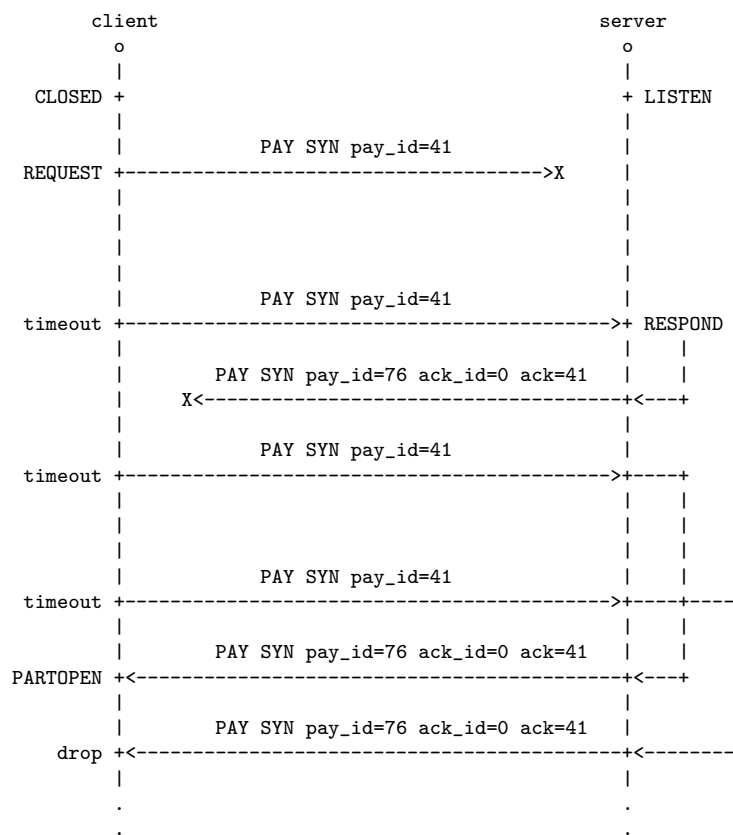 client server
o o
| |
CLOSED + + LISTEN
| |
| PAY SYN pay_id=41 |
REQUEST +------------------------------------->X |
| |
| |
| |
| PAY SYN pay_id=41 |
timeout +-------------------------------------------->+ RESPOND
| | |
| PAY SYN pay_id=76 ack_id=0 ack=41 | |
| X<--------------------------------------+<---+
| |
| PAY SYN pay_id=41 |
timeout +-------------------------------------------->+----+
| | |
| | |
| PAY SYN pay_id=41 | |
timeout +-------------------------------------------->+----+----
| | |
| PAY SYN pay_id=76 ack_id=0 ack=41 | |
PARTOPEN +<--------------------------------------------+<---+
| |
| PAY SYN pay_id=76 ack_id=0 ack=41 |
drop +<--------------------------------------------+<--------
| |
. .
. .